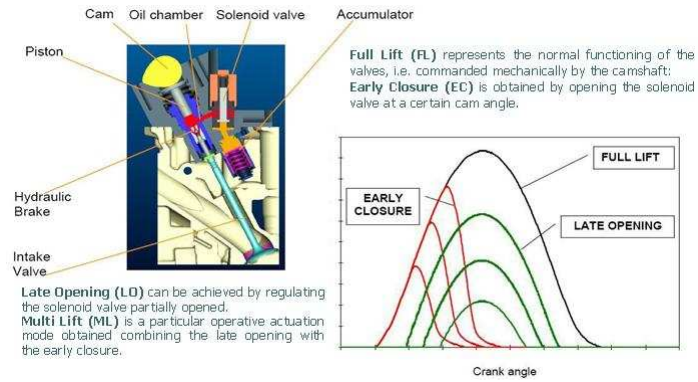 Cam
Oil chamber
Solenoid valve
Accumulator
Piston
Hydraulic
Brake
Intake
Valve
Full Lift (FL) represents the normal functioning of the
valves, i.e. commanded mechanically by the camshaft:
Early Closure (EC) is obtained by opening the solenoid
valve at a certain cam angle.
FULL LIFT
EARLY
CLOSURE
LATE OPENING
Crank angle
Late Opening (LO) can be achieved by regulating
the solenoid valve partially opened.
Multi Lift (ML) is a particular operative actuation
mode obtained combining the late opening with
the early closure.